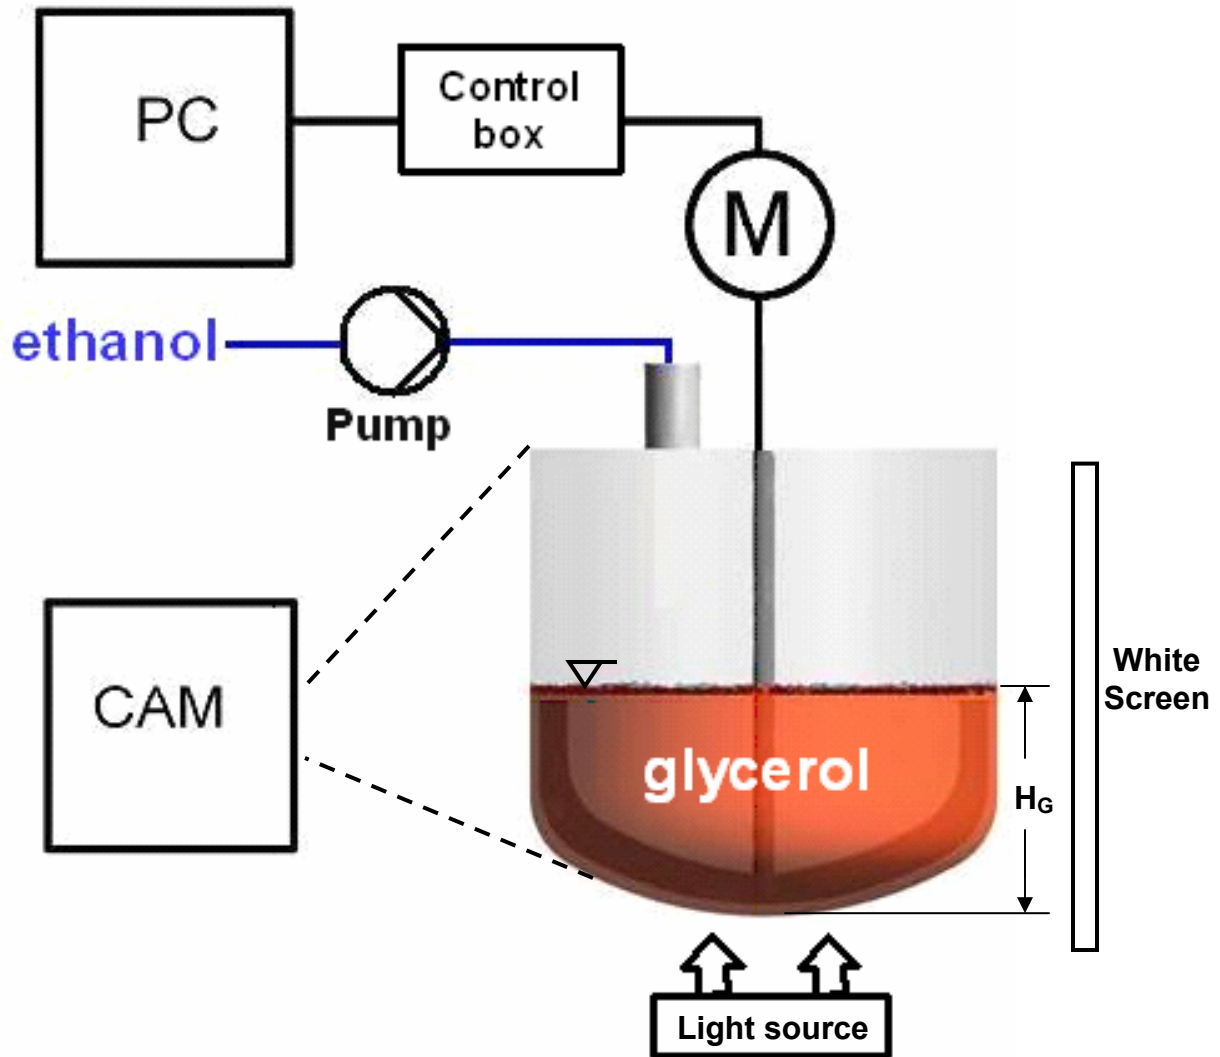 PC
Control
box
M
ethanol
Pump
CAM
glycerol
White
Screen
HG
Light source